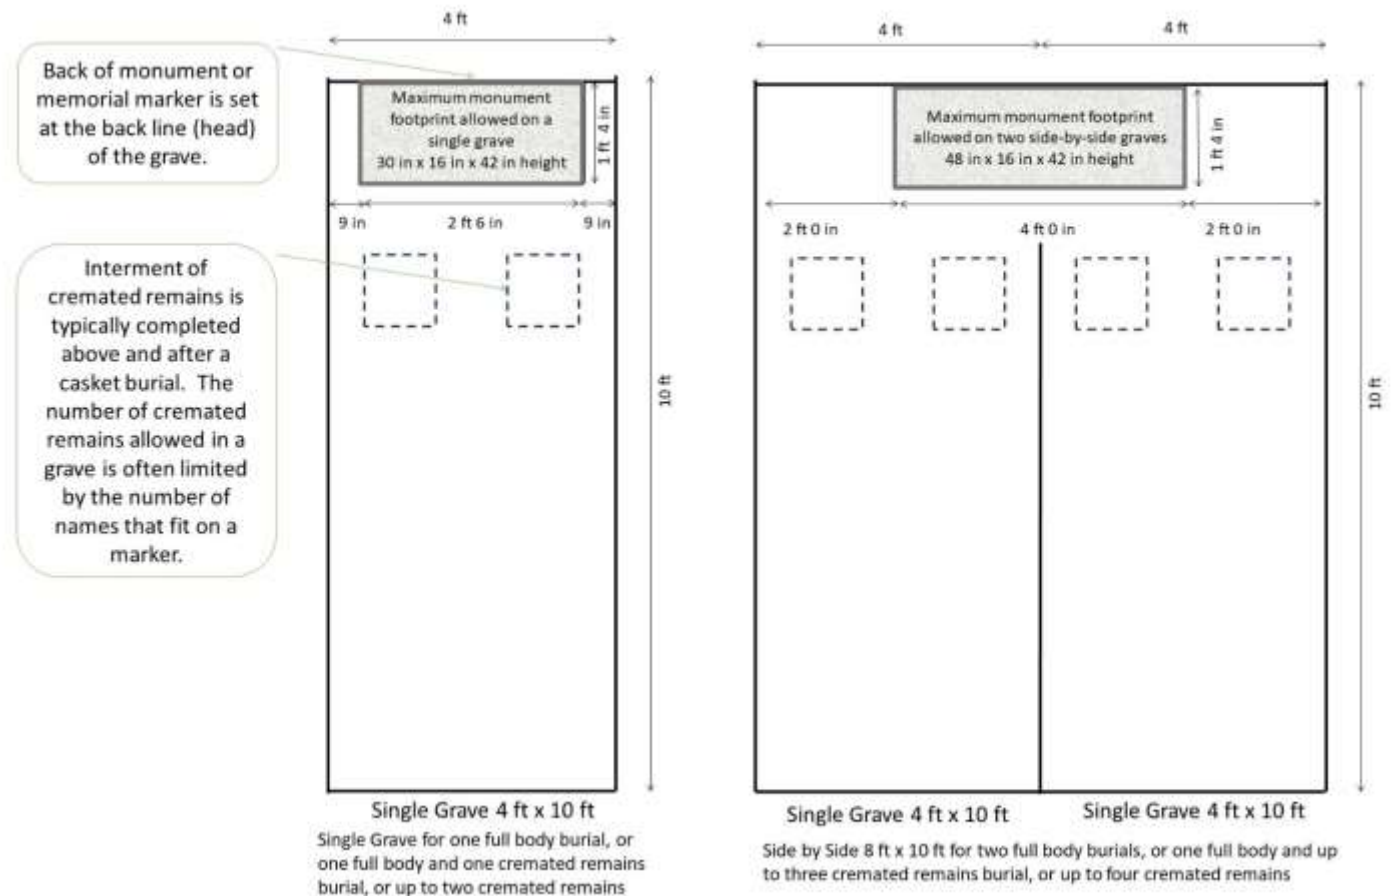 4 ft
Back of monument or
memorial marker is set
at the back line (head)
of the grave.
Maximum monument
footprint allowed on a
single grave
30 in x 16 in x 42 in height
1 ft 4 in
9 in
2 ft 6 in
9 in
Interment of
cremated remains is
typically completed
above and after a
casket burial. The
number of cremated
remains allowed in a
grave is often limited
by the number of
names that fit on a
marker.
10 ft
Single Grave 4 ft x 10 ft
Single Grave for one full body burial, or
one full body and one cremated remains
burial, or up to two cremated remains
4 ft
4 ft
Maximum monument footprint
allowed on two side-by-side graves
48 in x 16 in x 42 in height
1 ft 4 in
2 ft 0 in
4 ft 0 in
2 ft 0 in
10 ft
Single Grave 4 ft x 10 ft
Single Grave 4 ft x 10 ft
Side by Side 8 ft x 10 ft for two full body burials, or one full body and up
to three cremated remains burial, or up to four cremated remains